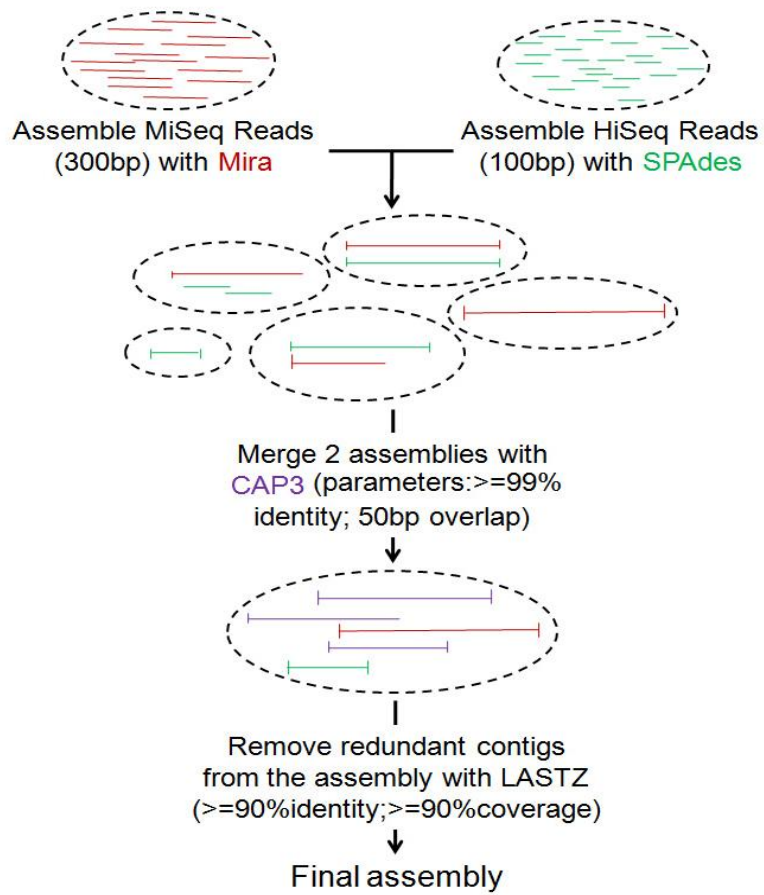 Assemble MiSeq Reads
(300bp) with Mira
Assemble HiSeq Reads
(100bp) with SPAdes
Merge 2 assemblies with
CAP3 (parameters:>=99%
identity; 50bp overlap)
Remove redundant contigs
from the assembly with LASTZ
(>=90%identity;>=90%coverage)
Final assembly